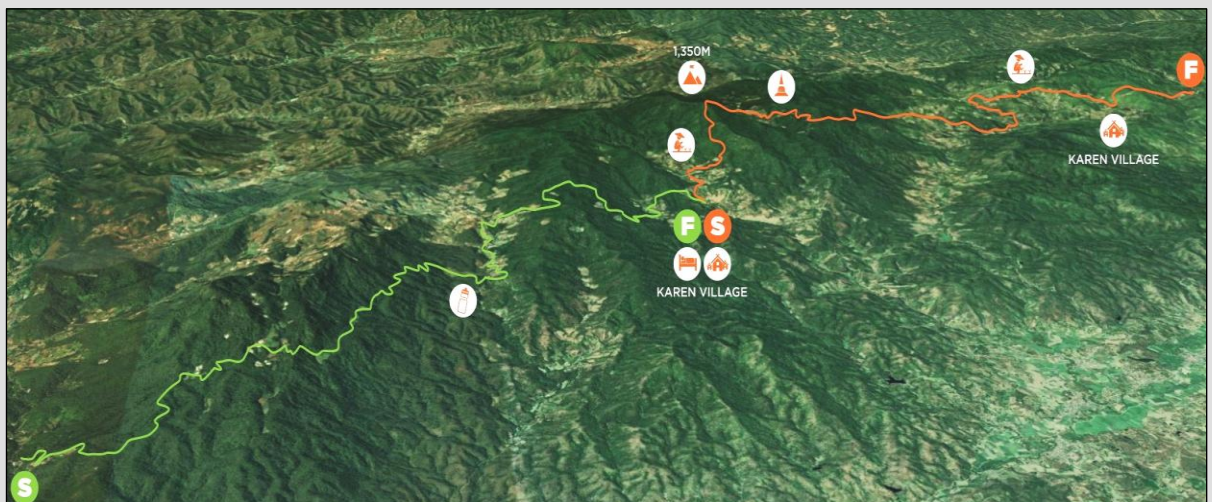 1,350M
F
KAREN VILLAGE
F S
KAREN VILLAGE
S